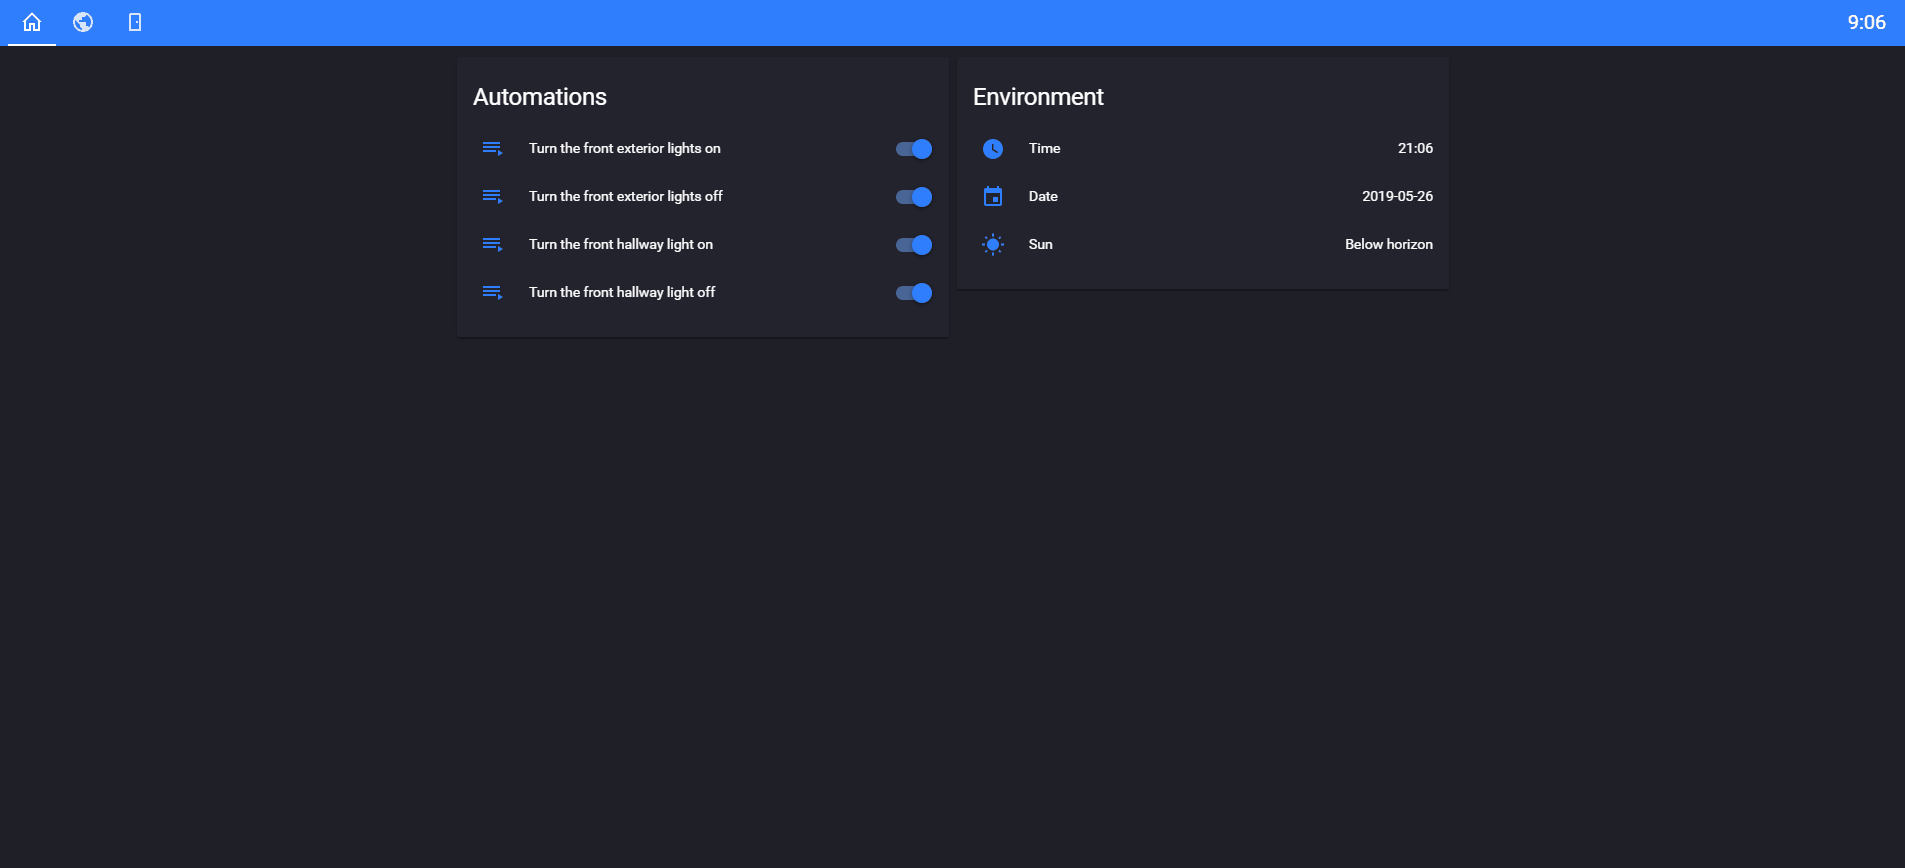 9:06
Automations
Turn the front exterior lights on
Turn the front exterior lights off
Turn the front hallway light on
Turn the front hallway light off
Environment
Time 21:06
Date 2019-05-26
Sun Below horizon